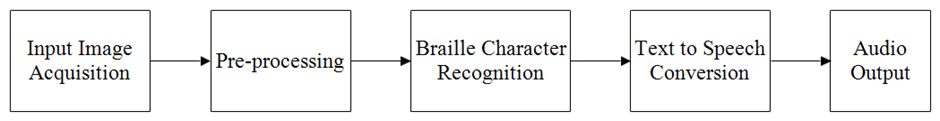 Input Image
Acquisition
Pre-processing
Braille Character
Recognition
Text to Speech
Conversion
Audio
Output